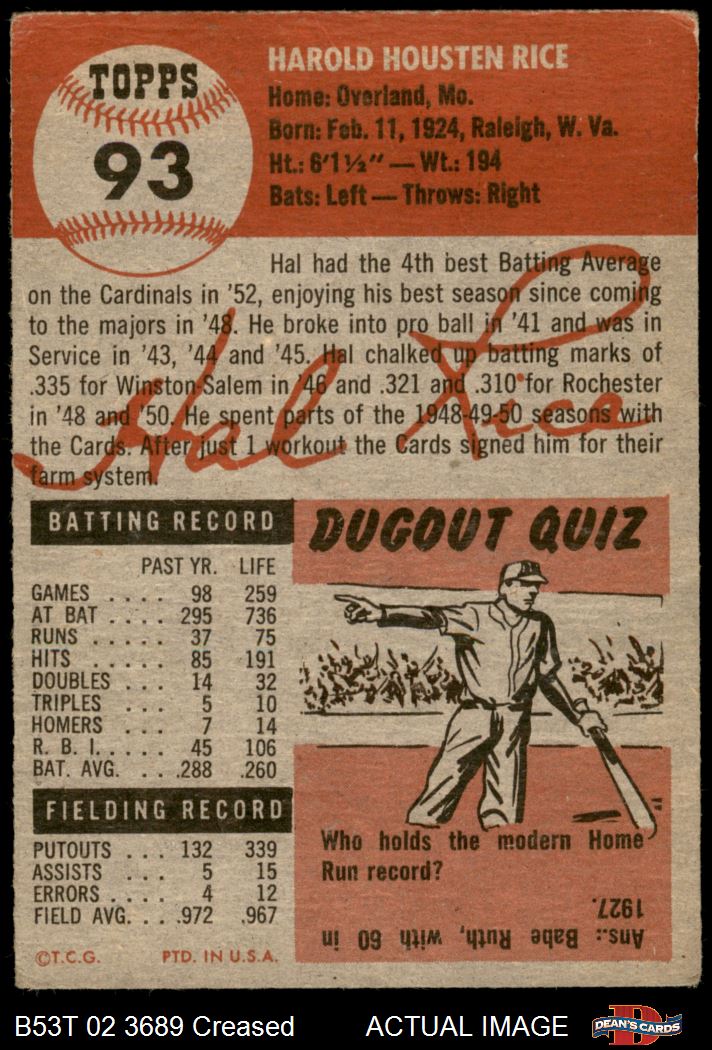 TOPPS
93
HAROLD HOUSTEN RICE
Home: Overland, Mo.
Born: Feb. 11, 1924, Raleigh, W. Va.
Ht.: 6'1½" — Wt.: 194
Bats: Left — Throws: Right
Hal had the 4th best Batting Average
on the Cardinals in '52, enjoying his best season since coming
to the majors in '48. He broke into pro ball in '41 and was in
Service in '43, '44 and '45. Hal chalked up batting marks of
.335 for Winston-Salem in '46 and .321 and .310 for Rochester
in '48 and '50. He spent parts of the 1948-49-50 seasons with
the Cards. After just 1 workout the Cards signed him for their
farm system.
Hal Rice
BATTING RECORD
PAST YR. LIFE
GAMES .... 98 259
AT BAT .... 295 736
RUNS ..... 37 75
HITS ..... 85 191
DOUBLES ... 14 32
TRIPLES ... 5 10
HOMERS ... 7 14
R. B. I. .... 45 106
BAT. AVG. ... .288 .260
FIELDING RECORD
PUTOUTS ... 132 339
ASSISTS ... 5 15
ERRORS .... 4 12
FIELD AVG. .. .972 .967
©T.C.G. PTD. IN U.S.A.
DUGOUT QUIZ
B
Who holds the modern Home
Run record?
Ans.: Babe Ruth, with 60 in
1927.
B53T 02 3689 Creased ACTUAL IMAGE
D
DEAN'S CARDS